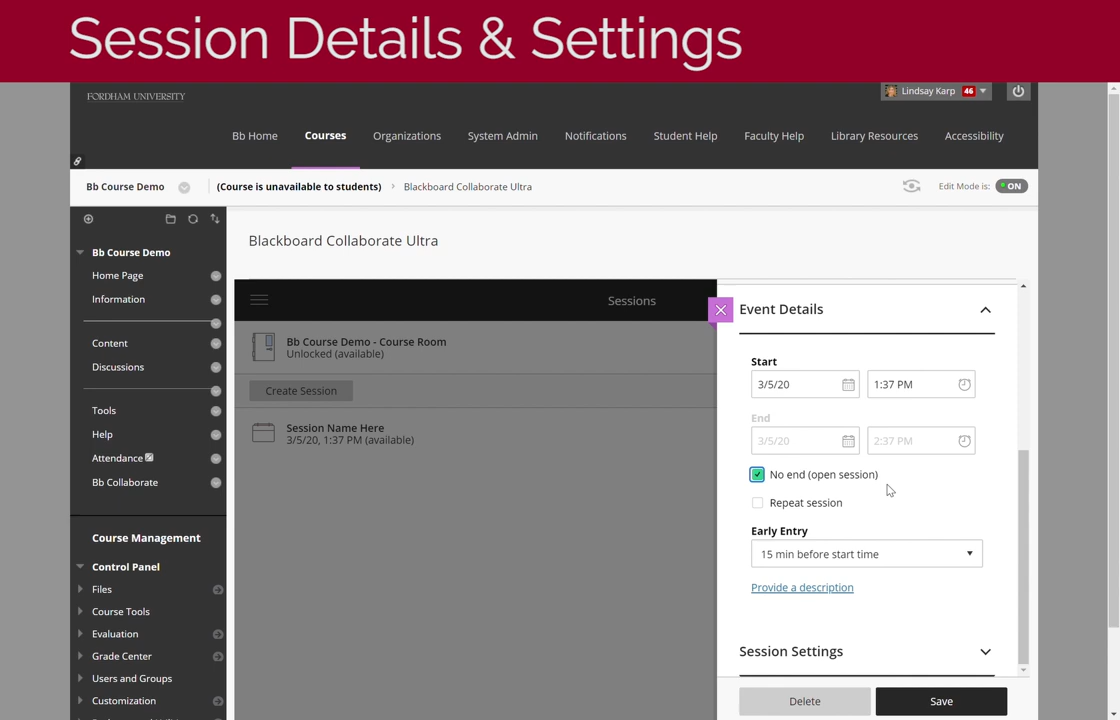 Session Details & Settings
FORDHAM UNIVERSITY
Lindsay Karp 46
Bb Home Courses Organizations System Admin Notifications Student Help Faculty Help Library Resources Accessibility
Bb Course Demo (Course is unavailable to students) Blackboard Collaborate Ultra Edit Mode is: ON
Bb Course Demo
Home Page
Information
Content
Discussions
Tools
Help
Attendance
Bb Collaborate
Course Management
Control Panel
Files
Course Tools
Evaluation
Grade Center
Users and Groups
Customization
Blackboard Collaborate Ultra
Sessions
Bb Course Demo - Course Room
Unlocked (available)
Create Session
Session Name Here
3/5/20, 1:37 PM (available)
Event Details
Start
3/5/20 1:37 PM
End
3/5/20 2:37 PM
No end (open session)
Repeat session
Early Entry
15 min before start time
Provide a description
Session Settings
Delete Save